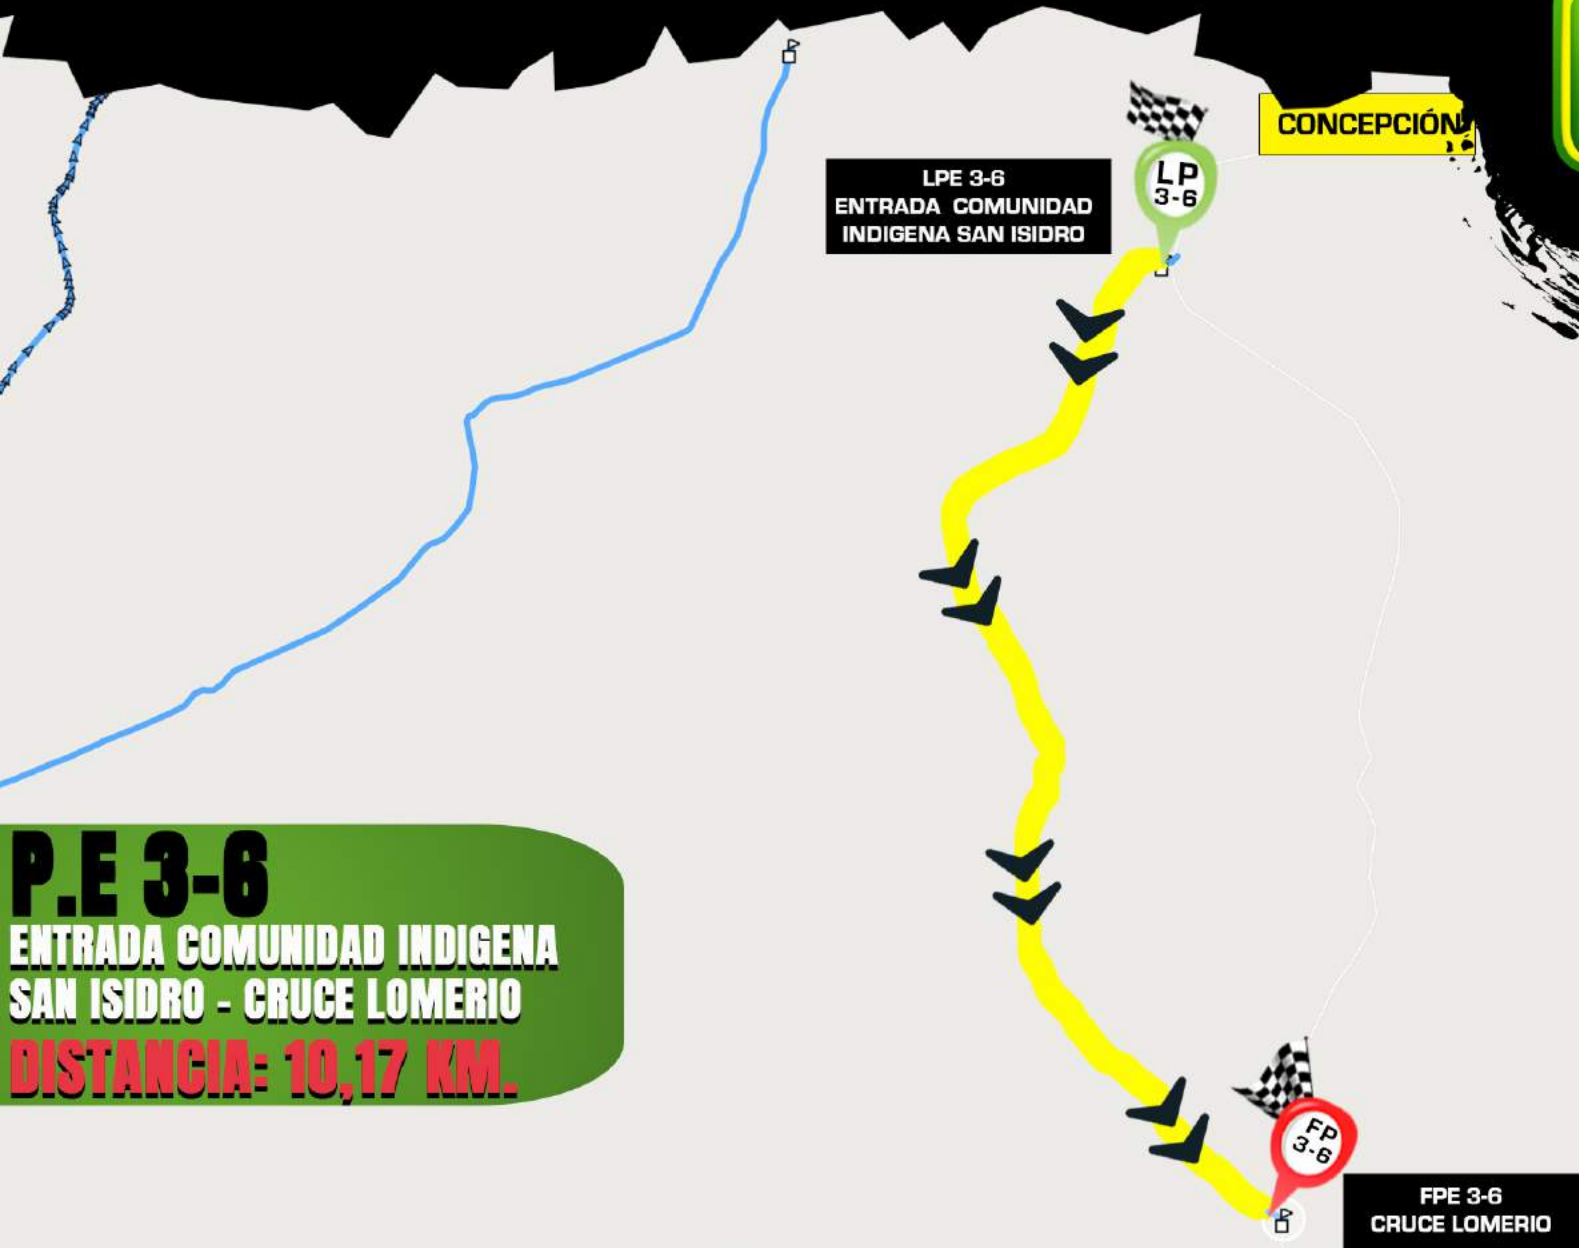 CONCEPCIÓN
LP
3-6
LPE 3-6
ENTRADA COMUNIDAD
INDIGENA SAN ISIDRO
P.E 3-6
ENTRADA COMUNIDAD INDIGENA
SAN ISIDRO - CRUCE LOMERIO
DISTANCIA: 10,17 KM.
FP
3-6
FPE 3-6
CRUCE LOMERIO